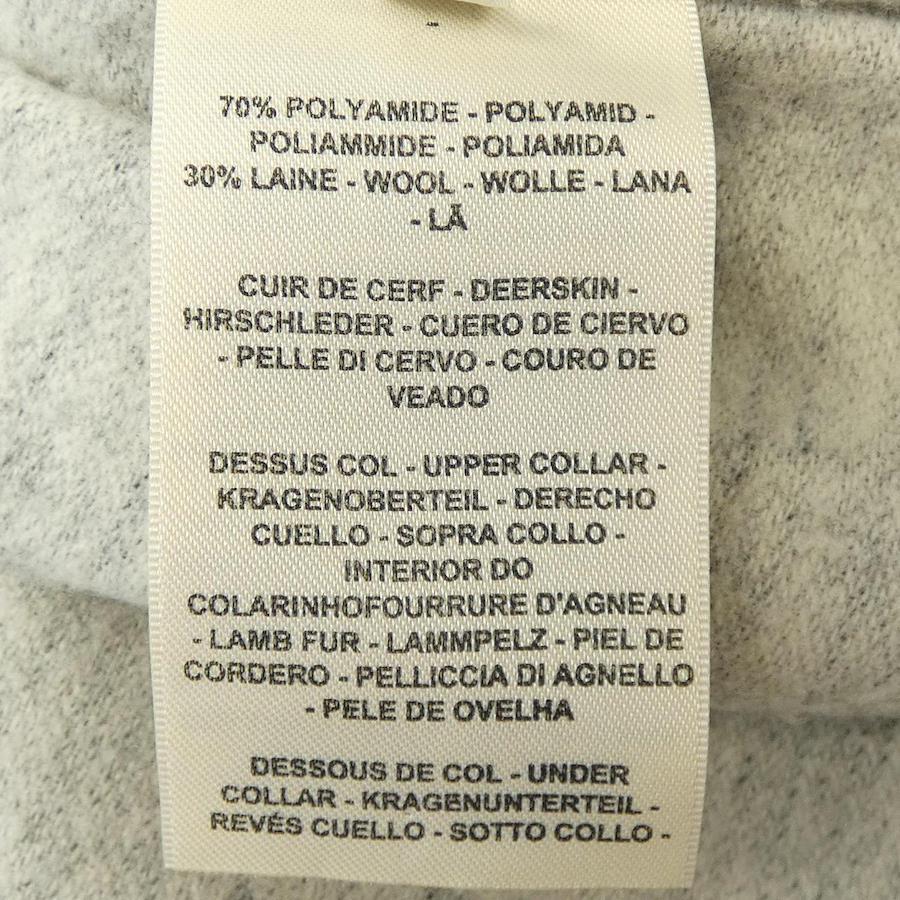 70% POLYAMIDE - POLYAMID -
POLIAMMIDE - POLIAMIDA
30% LAINE - WOOL - WOLLE - LANA
- LÃ
CUIR DE CERF - DEERSKIN -
HIRSCHLEDER - CUERO DE CIERVO
- PELLE DI CERVO - COURO DE
VEADO
DESSUS COL - UPPER COLLAR -
KRAGENOBERTEIL - DERECHO
CUELLO - SOPRA COLLO -
INTERIOR DO
COLARINHOFOURRURE D'AGNEAU
- LAMB FUR - LAMMPELZ - PIEL DE
CORDERO - PELLICCIA DI AGNELLO
- PELE DE OVELHA
DESSOUS DE COL - UNDER
COLLAR - KRAGENUNTERTEIL -
REVÉS CUELLO - SOTTO COLLO -